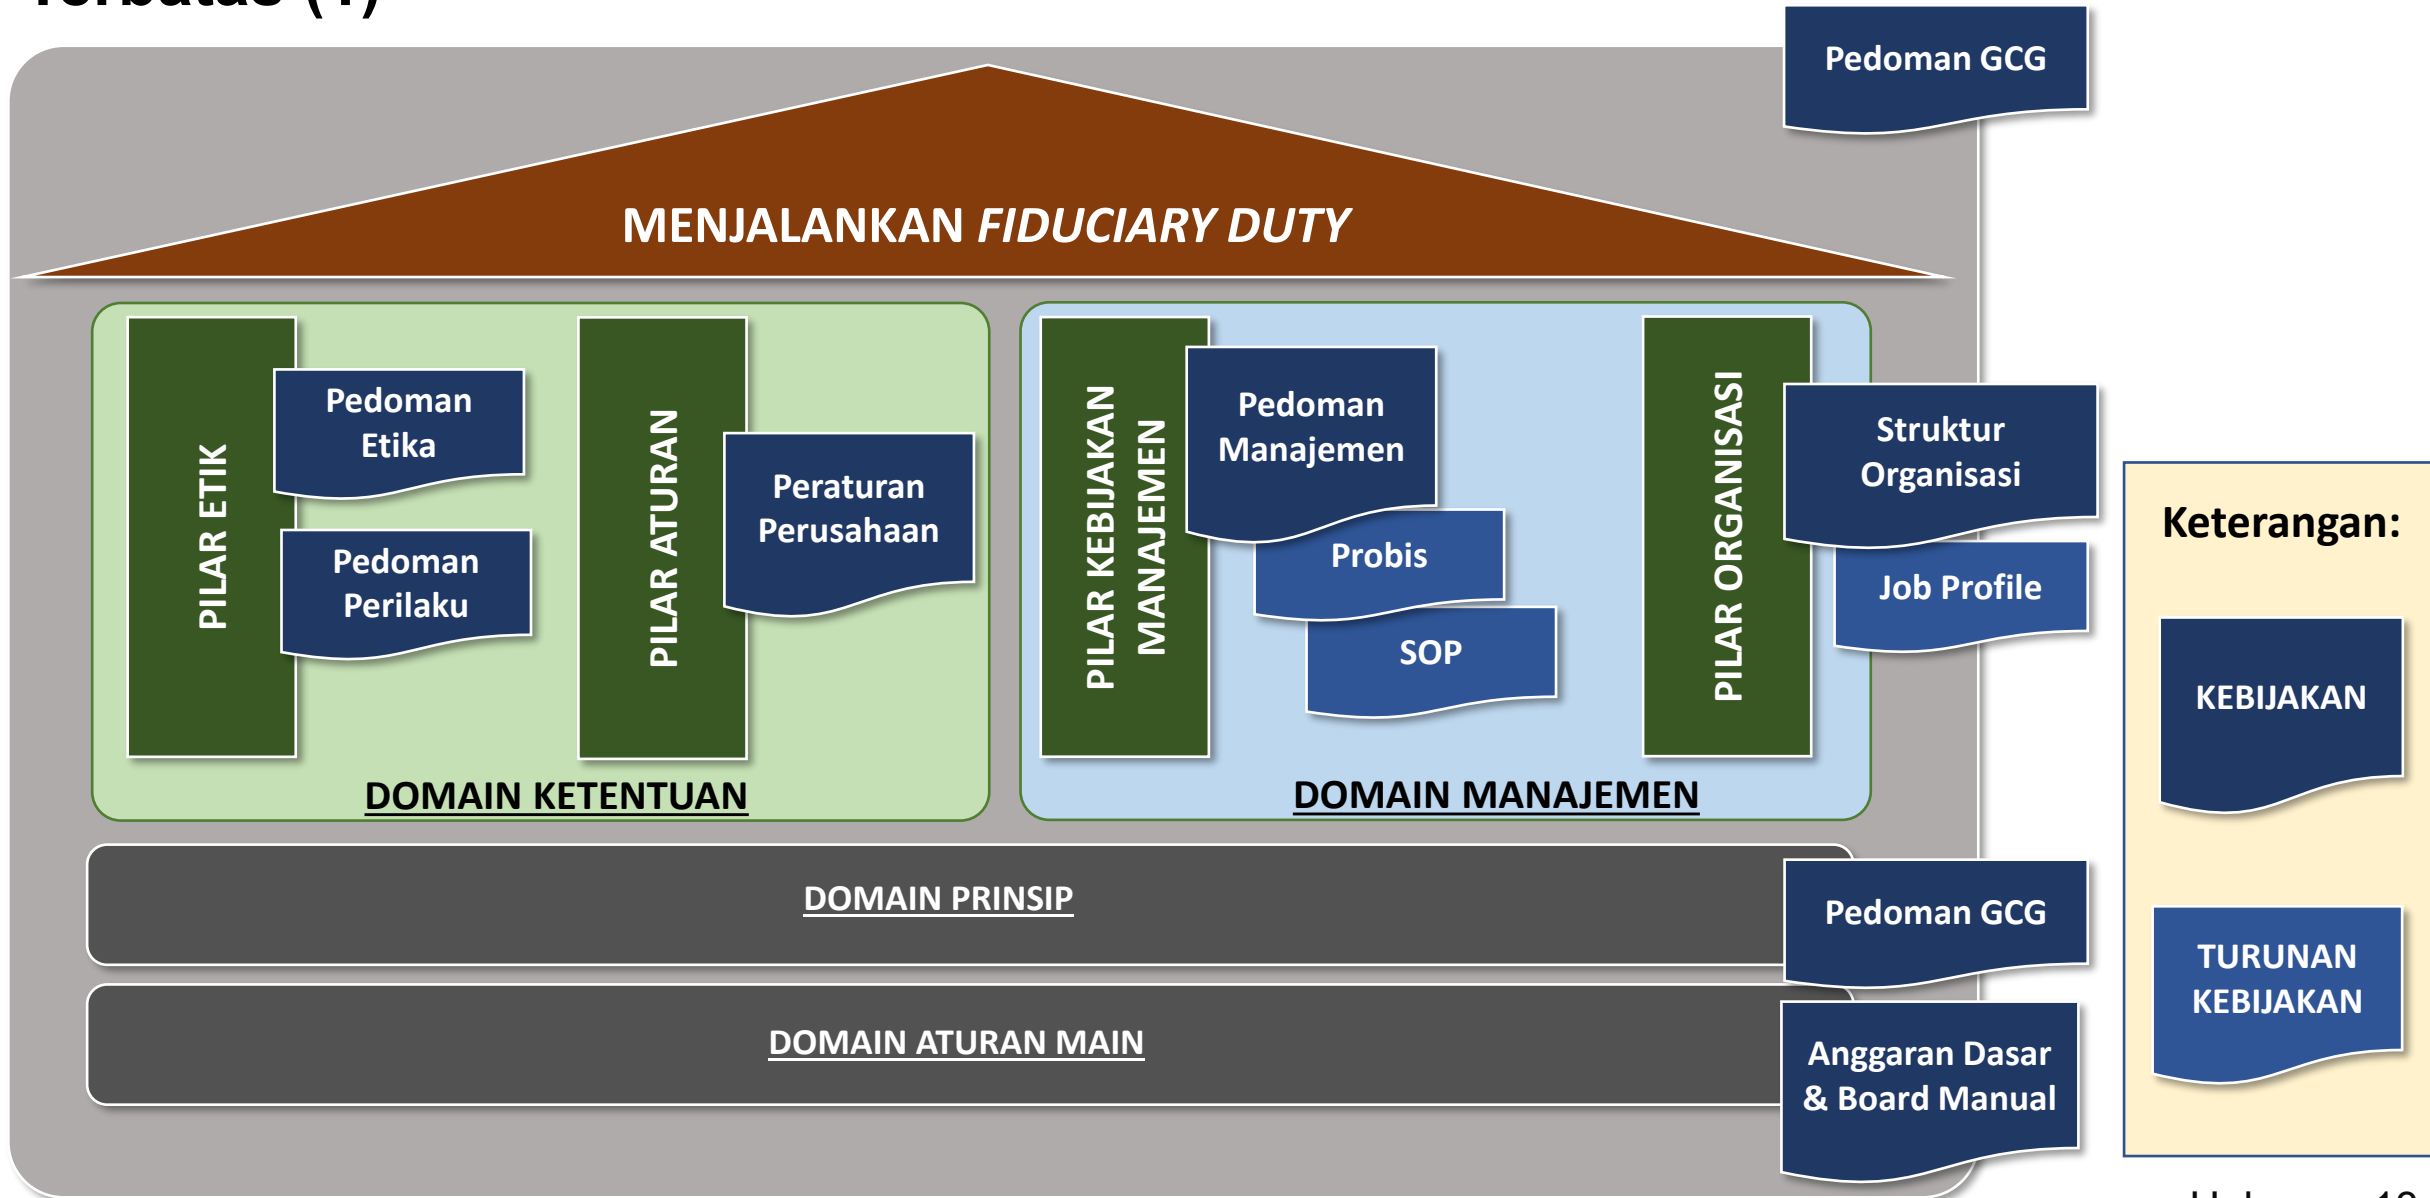 Terbatas (1)
Pedoman GCG
MENJALANKAN FIDUCIARY DUTY
PILAR ETIK
Pedoman
Etika
Pedoman
Perilaku
PILAR ATURAN
Peraturan
Perusahaan
DOMAIN KETENTUAN
PILAR KEBIJAKAN
MANAJEMEN
Pedoman
Manajemen
Probis
SOP
PILAR ORGANISASI
Struktur
Organisasi
Job Profile
DOMAIN MANAJEMEN
DOMAIN PRINSIP
Pedoman GCG
DOMAIN ATURAN MAIN
Anggaran Dasar
& Board Manual
Keterangan:
KEBIJAKAN
TURUNAN
KEBIJAKAN